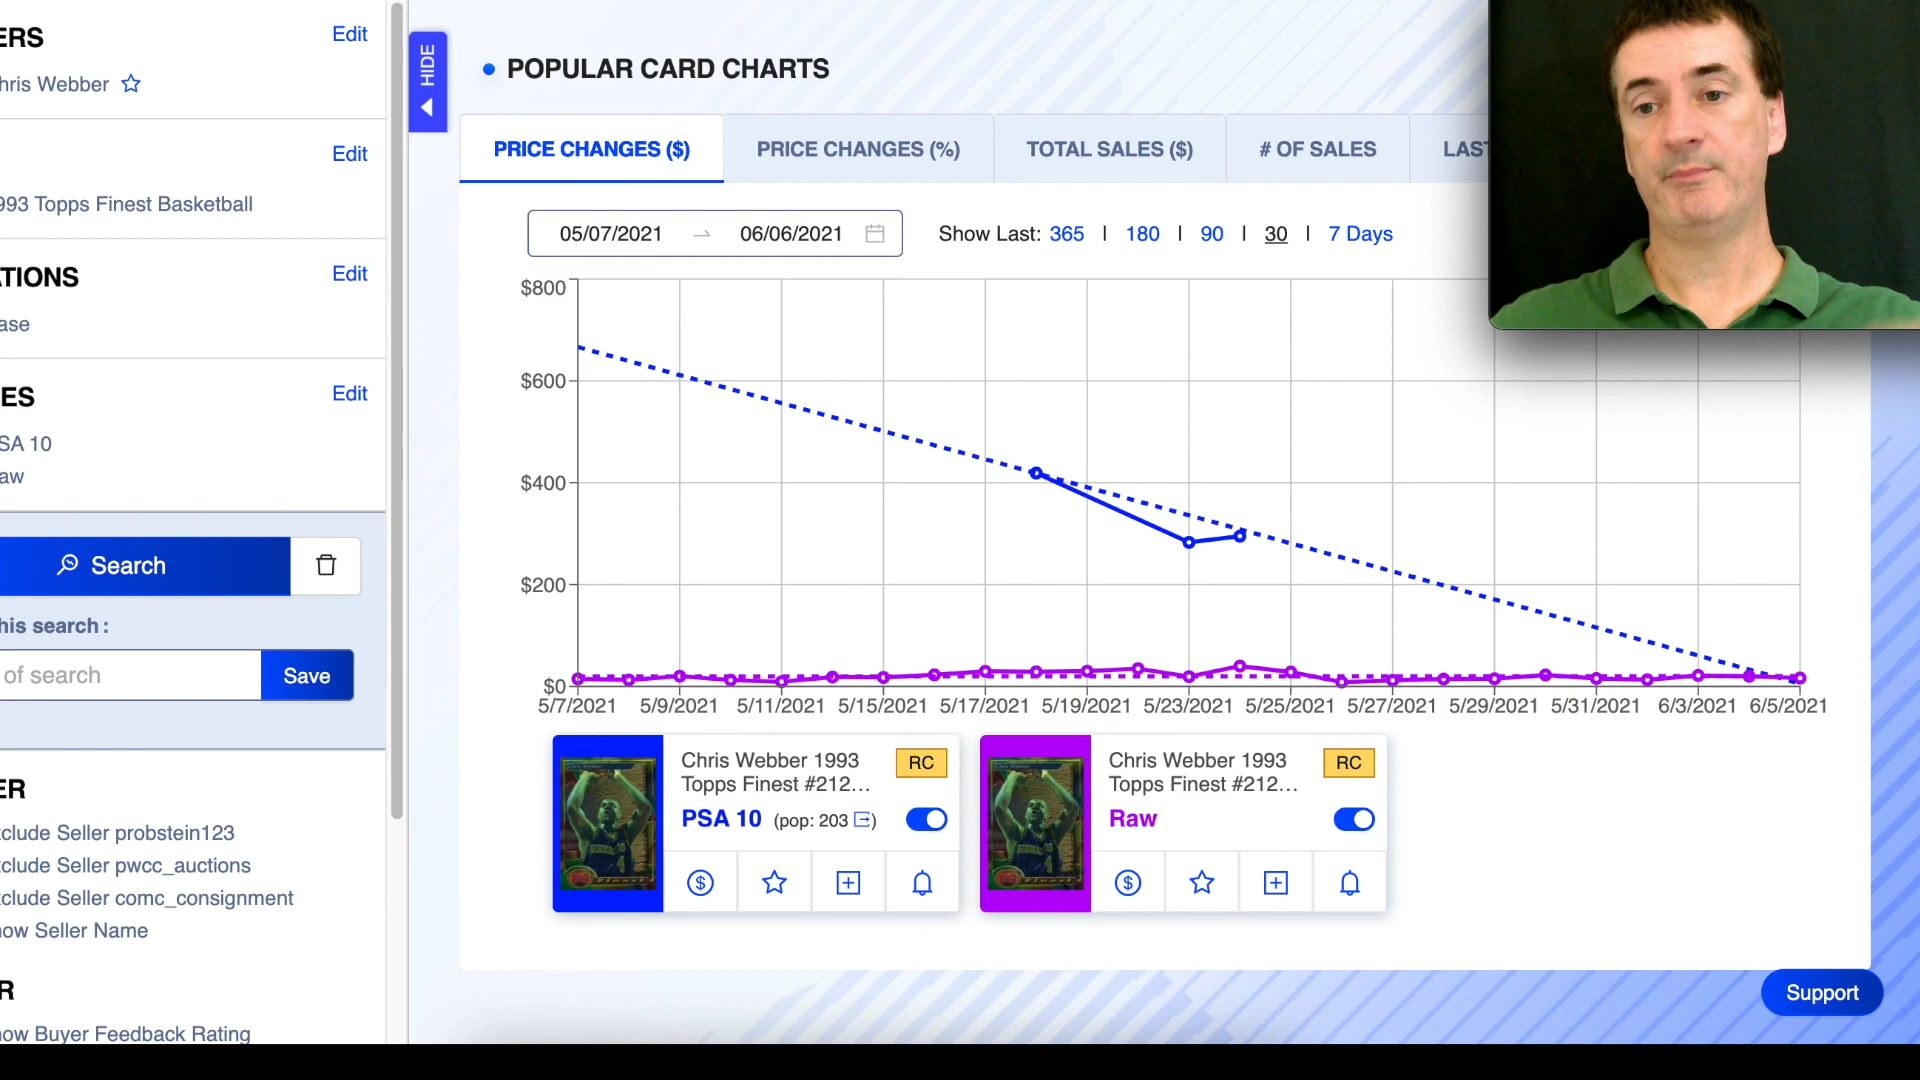 ERS
Edit
hris Webber
Edit
993 Topps Finest Basketball
TIONS
Edit
ase
ES
Edit
SA 10
aw
Search
his search :
of search
Save
ER
clude Seller probstein123
clude Seller pwcc_auctions
clude Seller comc_consignment
now Seller Name
R
now Buyer Feedback Rating
HIDE
POPULAR CARD CHARTS
PRICE CHANGES ($)
PRICE CHANGES (%)
TOTAL SALES ($)
# OF SALES
LAST
05/07/2021
06/06/2021
Show Last: 365 | 180 | 90 | 30 | 7 Days
$800
$600
$400
$200
$0
5/7/2021 5/9/2021 5/11/2021 5/15/2021 5/17/2021 5/19/2021 5/23/2021 5/25/2021 5/27/2021 5/29/2021 5/31/2021 6/3/2021 6/5/2021
Chris Webber 1993
Topps Finest #212...
RC
PSA 10 (pop: 203)
Chris Webber 1993
Topps Finest #212...
RC
Raw
Support